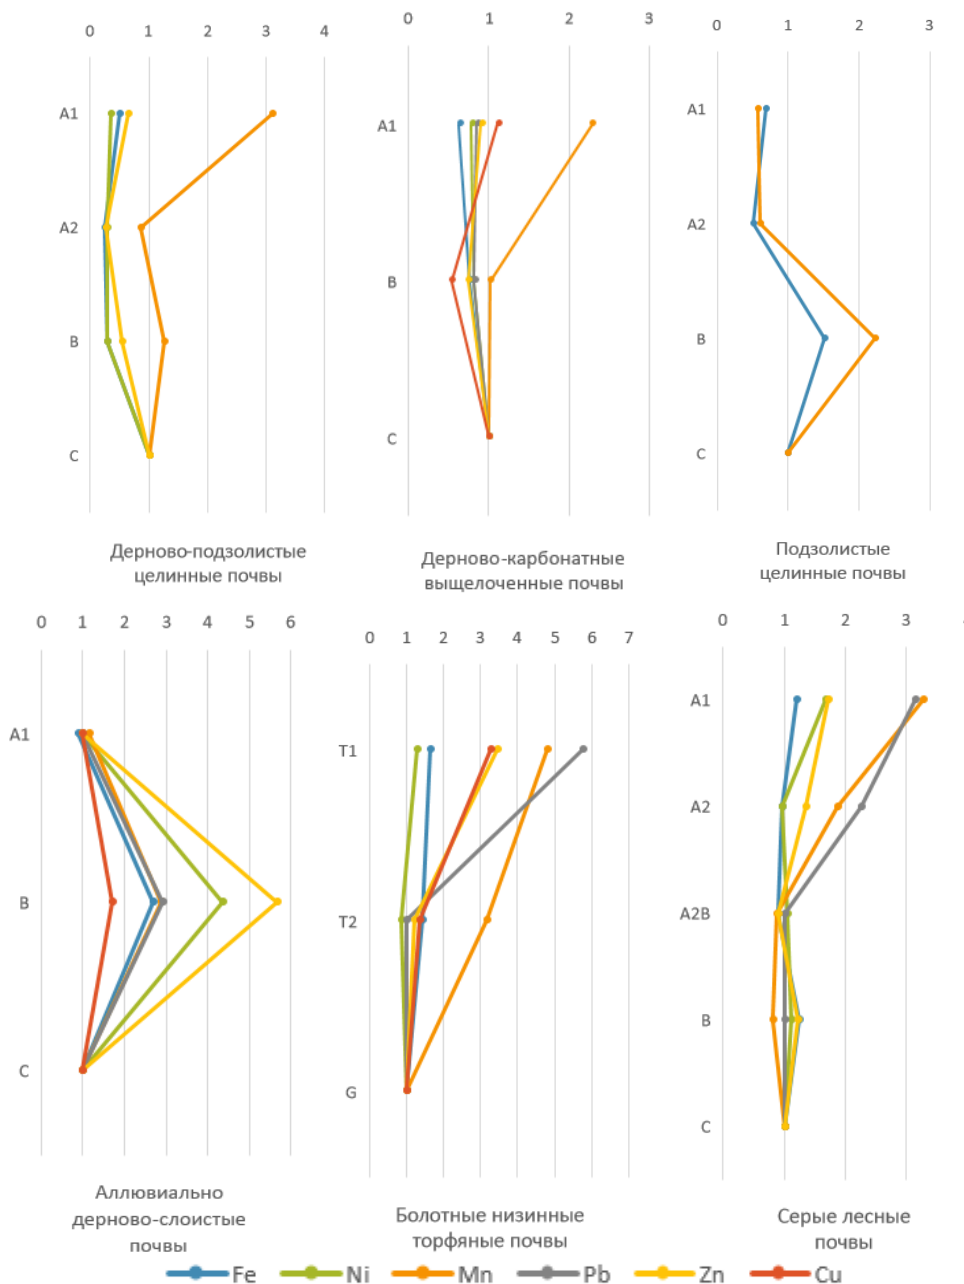 0 1 2 3 4
A1
A2
B
C
Дерново-подзолистые
целинные почвы
0 1 2 3
A1
B
C
Дерново-карбонатные
выщелоченные почвы
0 1 2 3
A1
A2
B
C
Подзолистые
целинные почвы
0 1 2 3 4 5 6
A1
B
C
Аллювиально
дерново-слоистые
почвы
0 1 2 3 4 5 6 7
T1
T2
G
Болотные низинные
торфяные почвы
0 1 2 3
A1
A2
A2B
B
C
Серые лесные
почвы
Fe Ni Mn Pb Zn Cu